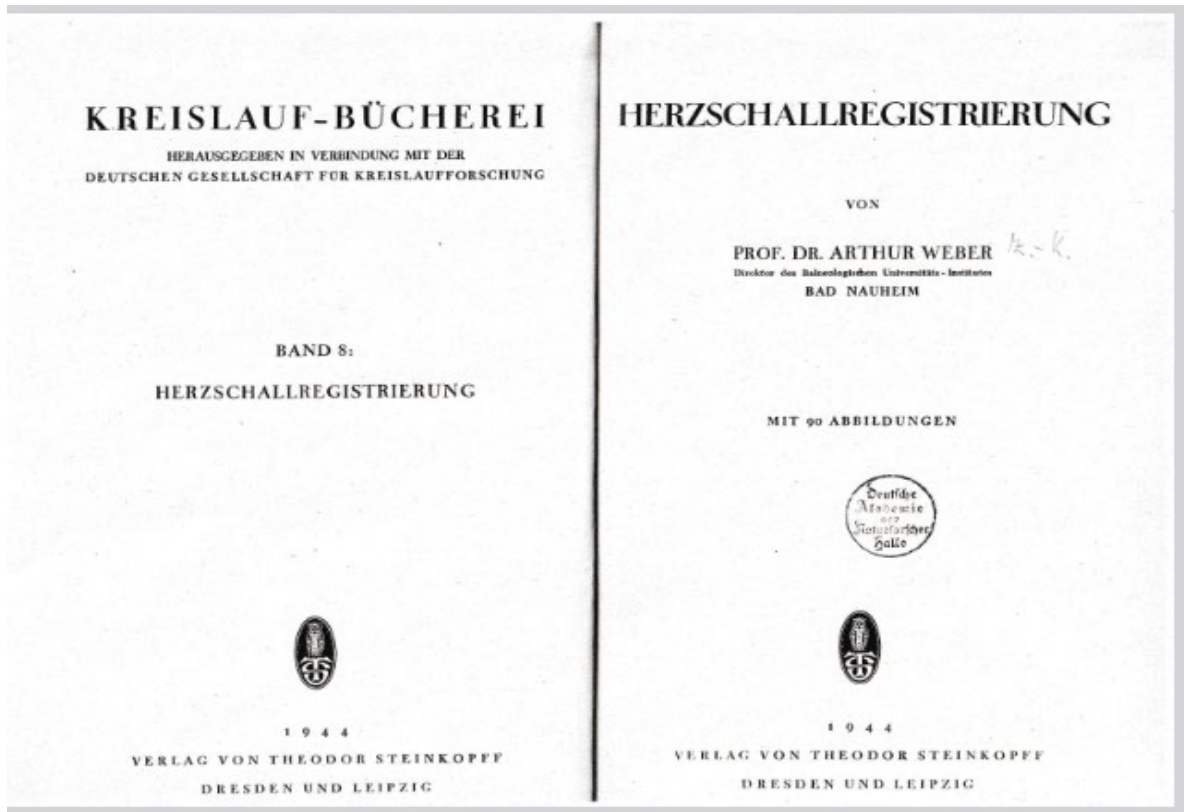 KREISLAUF-BÜCHEREI
HERAUSGEGEBEN IN VERBINDUNG MIT DER
DEUTSCHEN GESELLSCHAFT FÜR KREISLAUFFORSCHUNG
BAND 8:
HERZSCHALLREGISTRIERUNG
1944
VERLAG VON THEODOR STEINKOPFF
DRESDEN UND LEIPZIG
HERZSCHALLREGISTRIERUNG
VON
PROF. DR. ARTHUR WEBER
Direktor des Balneologischen Universitäts-Institutes
BAD NAUHEIM
MIT 90 ABBILDUNGEN
Deutsche
Akademie
der
Naturforscher
Halle
1944
VERLAG VON THEODOR STEINKOPFF
DRESDEN UND LEIPZIG